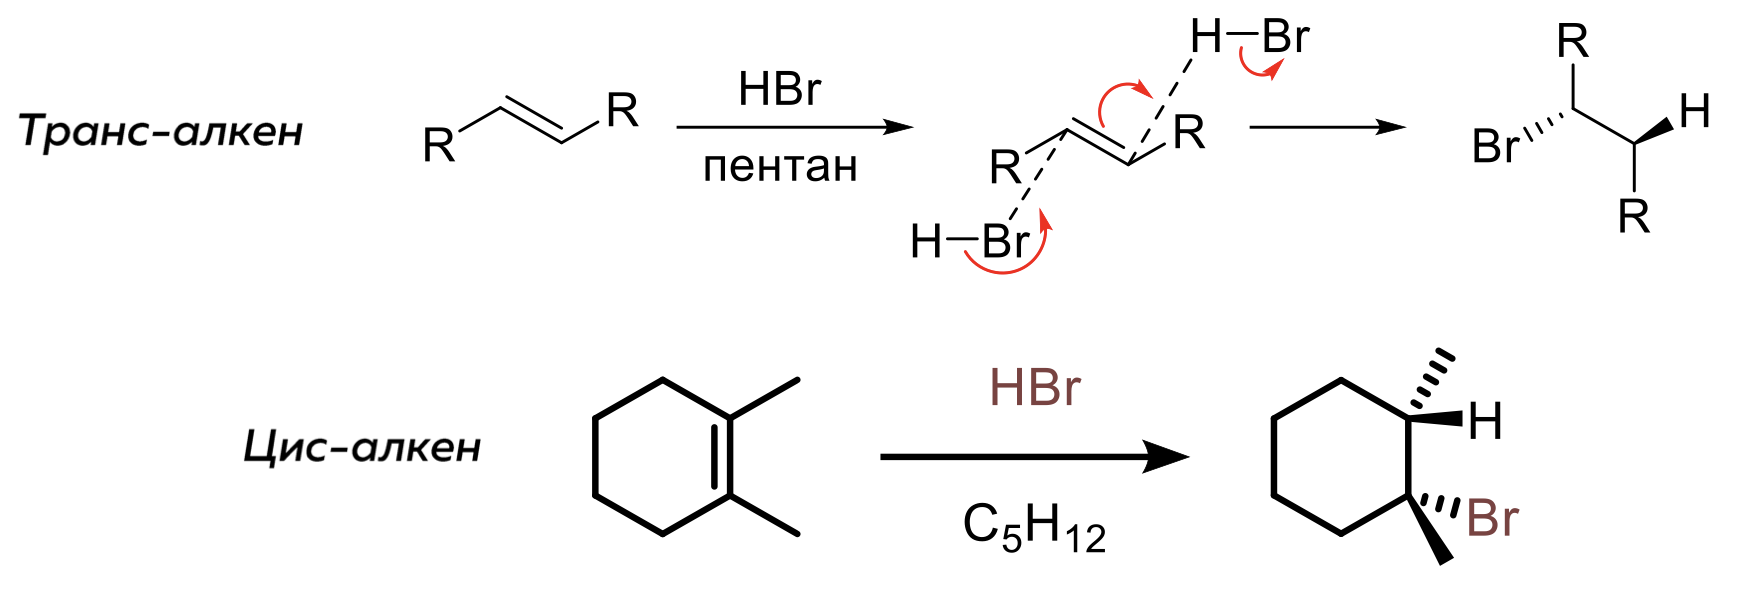 H–Br
R
HBr
Транс-алкен
R
R
пентан
R
R
H–Br
Br
H
R
HBr
Цис-алкен
H
C₅H₁₂
Br